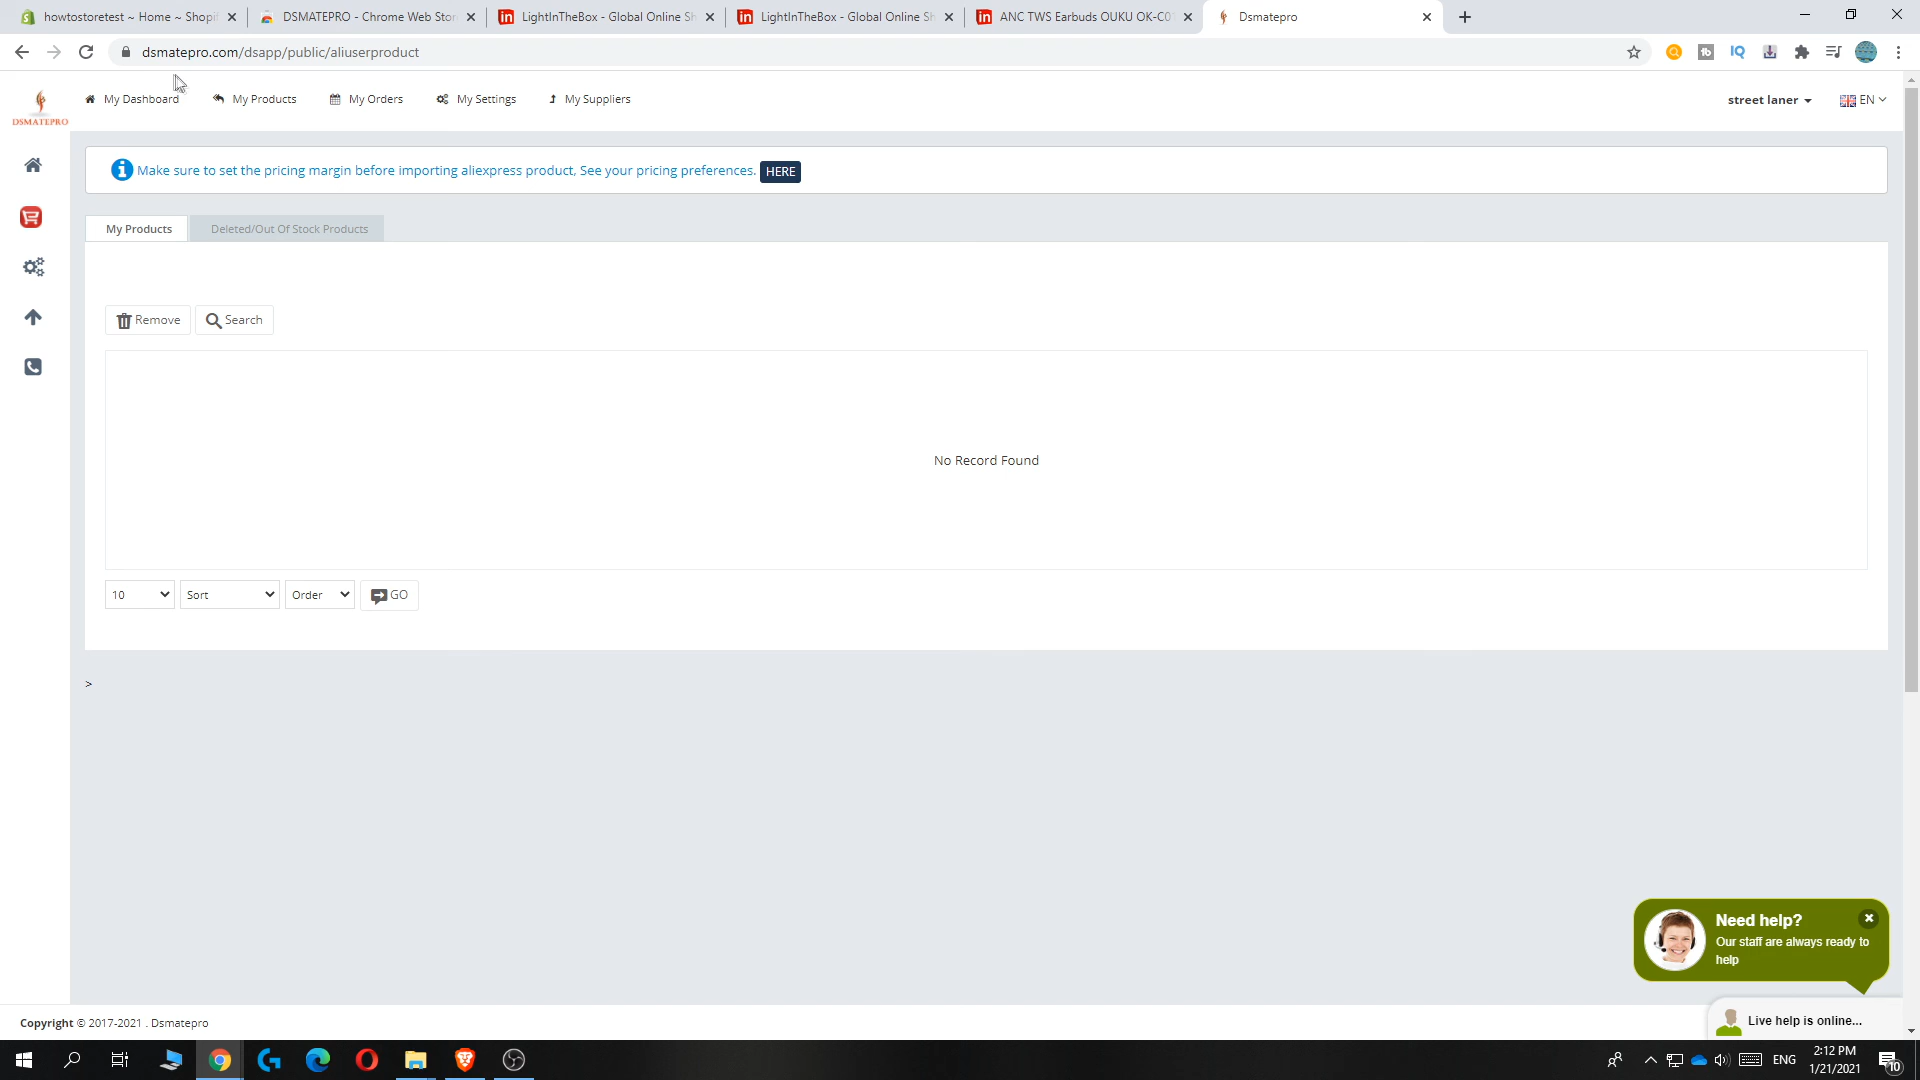 howtostoretest ~ Home ~ Shopi
DSMATEPRO - Chrome Web Stor
LightInTheBox - Global Online Sh
LightInTheBox - Global Online Sh
ANC TWS Earbuds OUKU OK-C01
Dsmatepro
dsmatepro.com/dsapp/public/aliuserproduct
DSMATEPRO
My Dashboard
My Products
My Orders
My Settings
My Suppliers
street laner
EN
Make sure to set the pricing margin before importing aliexpress product, See your pricing preferences. HERE
My Products
Deleted/Out Of Stock Products
Remove
Search
No Record Found
10
Sort
Order
GO
>
Need help?
Our staff are always ready to
help
Live help is online...
Copyright © 2017-2021 . Dsmatepro
ENG
2:12 PM
1/21/2021
10